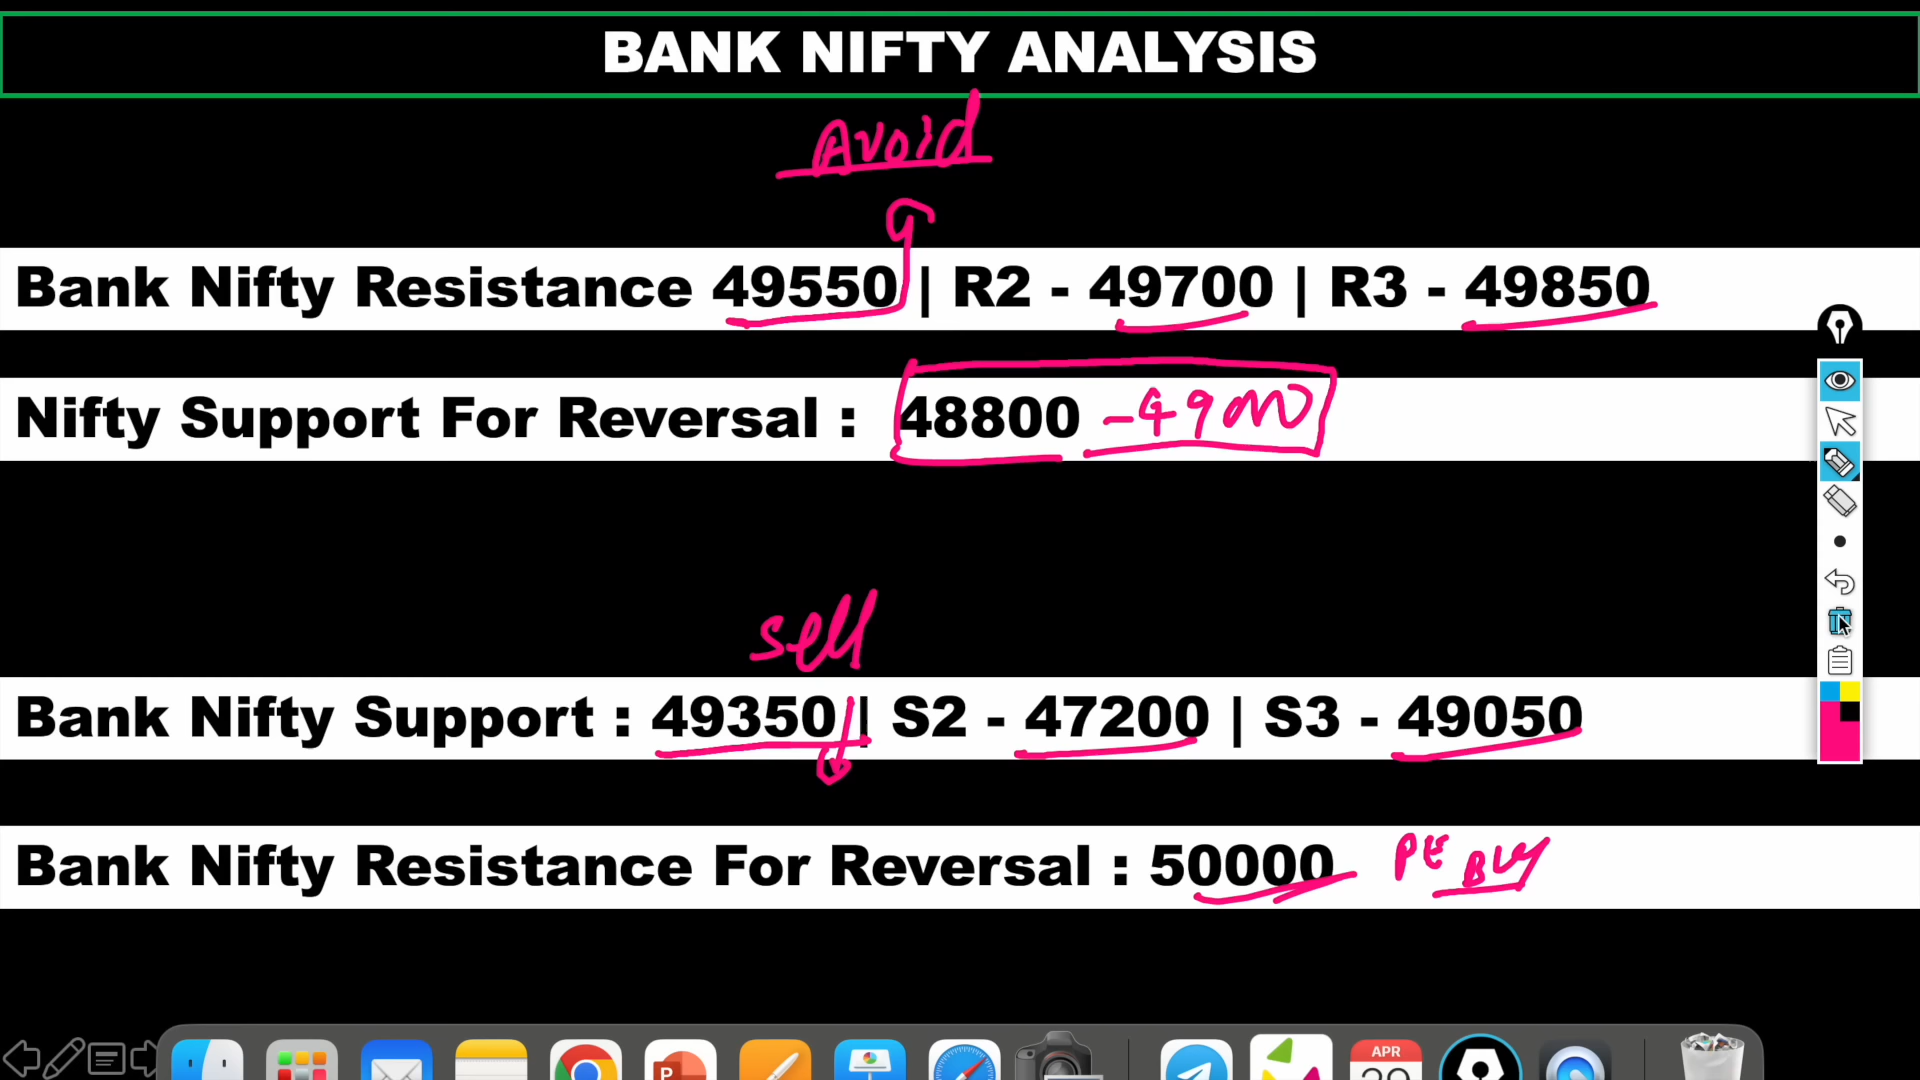 BANK NIFTY ANALYSIS
Avoid
Bank Nifty Resistance 49550 | R2 - 49700 | R3 - 49850
Nifty Support For Reversal : 48800 - 49000
sell
Bank Nifty Support : 49350 | S2 - 47200 | S3 - 49050
Bank Nifty Resistance For Reversal : 50000 PE BUY
APR